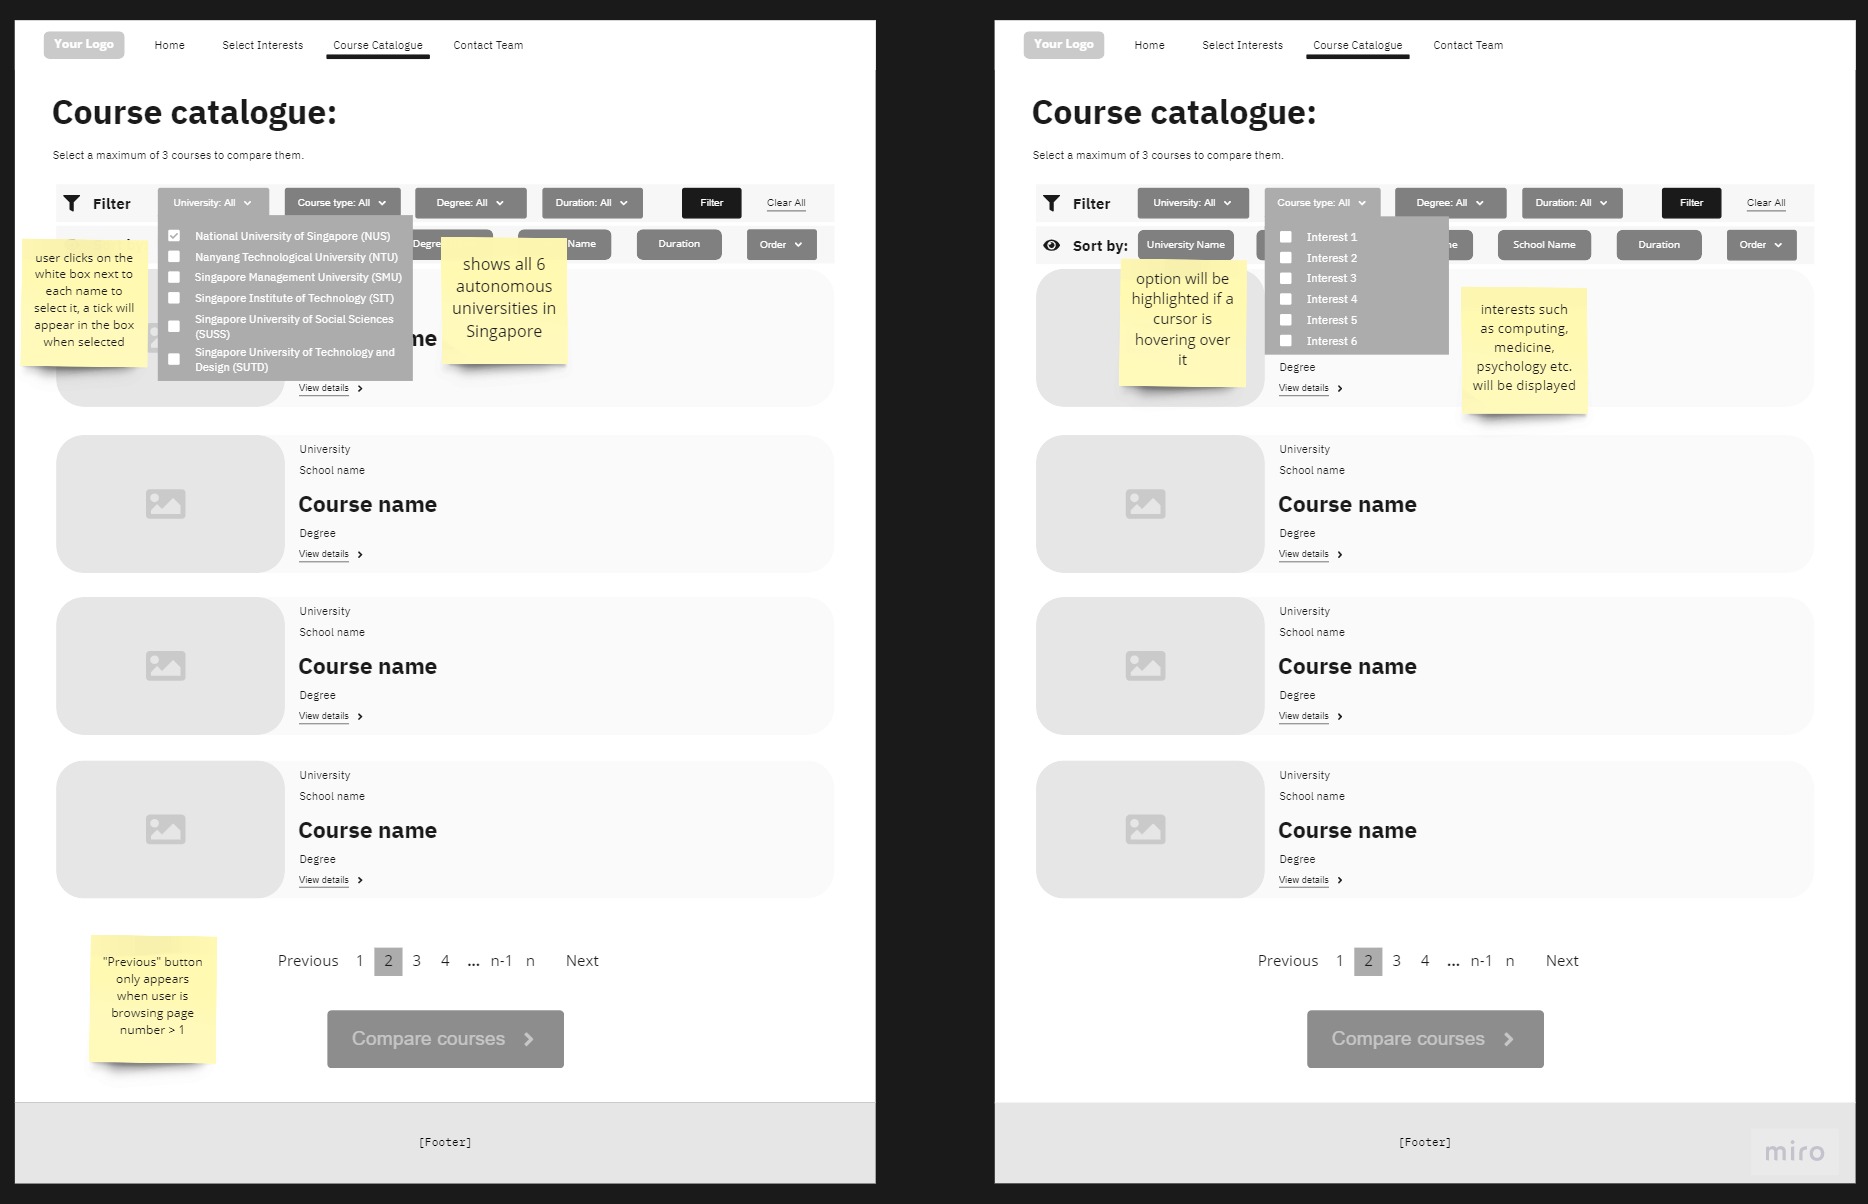 Your Logo
Home
Select Interests
Course Catalogue
Contact Team
Course catalogue:
Select a maximum of 3 courses to compare them.
Filter
University: All
Course type: All
Degree: All
Duration: All
Filter
Clear All
Degre
Name
Duration
Order
National University of Singapore (NUS)
Nanyang Technological University (NTU)
Singapore Management University (SMU)
Singapore Institute of Technology (SIT)
Singapore University of Social Sciences
(SUSS)
Singapore University of Technology and
Design (SUTD)
user clicks on the
white box next to
each name to
select it, a tick will
appear in the box
when selected
shows all 6
autonomous
universities in
Singapore
me
View details
University
School name
Course name
Degree
View details
University
School name
Course name
Degree
View details
University
School name
Course name
Degree
View details
"Previous" button
only appears
when user is
browsing page
number > 1
Previous 1 2 3 4 ... n-1 n Next
Compare courses
[Footer]
Your Logo
Home
Select Interests
Course Catalogue
Contact Team
Course catalogue:
Select a maximum of 3 courses to compare them.
Filter
University: All
Course type: All
Degree: All
Duration: All
Filter
Clear All
Sort by:
University Name
ne
School Name
Duration
Order
Interest 1
Interest 2
Interest 3
Interest 4
Interest 5
Interest 6
option will be
highlighted if a
cursor is
hovering over
it
interests such
as computing,
medicine,
psychology etc.
will be displayed
Degree
View details
University
School name
Course name
Degree
View details
University
School name
Course name
Degree
View details
University
School name
Course name
Degree
View details
Previous 1 2 3 4 ... n-1 n Next
Compare courses
[Footer]
miro